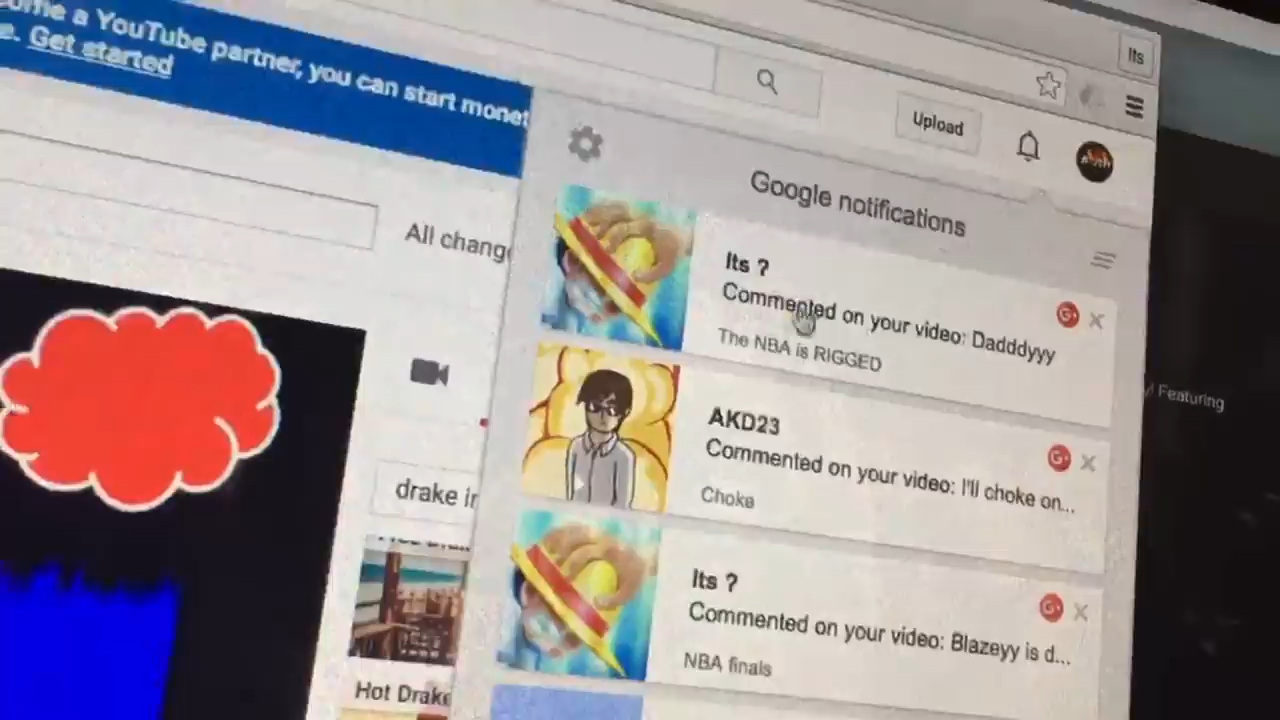 a YouTube partner, you can start monet
Get started
Its
Upload
Google notifications
All chang
Its ?
Commented on your video: Dadddyyy
The NBA is RIGGED
Featuring
AKD23
Commented on your video: I'll choke on...
Choke
drake in
Its ?
Commented on your video: Blazeyy is d...
NBA finals
Hot Drake